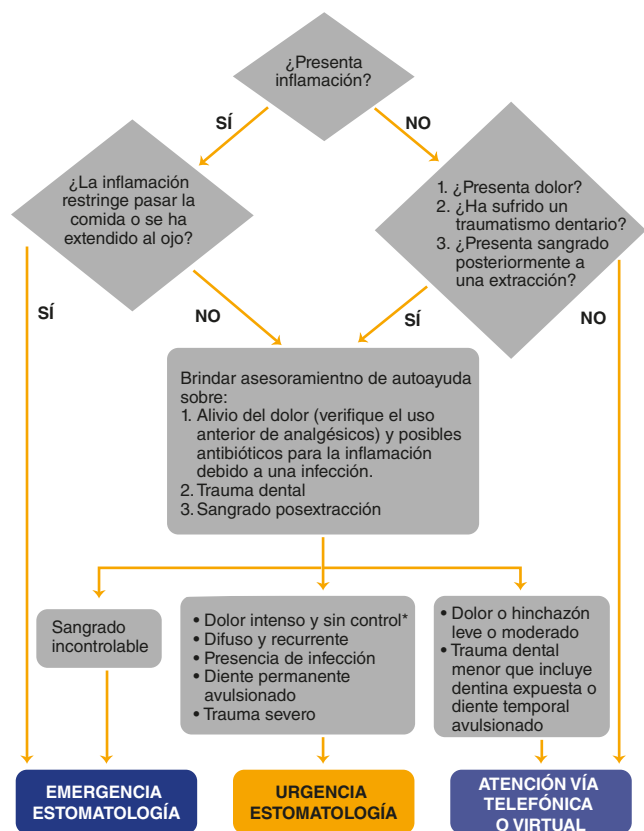 ¿Presenta
inflamación?
SÍ
NO
¿La inflamación
restringe pasar la
comida o se ha
extendido al ojo?
1. ¿Presenta dolor?
2. ¿Ha sufrido un
traumatismo dentario?
3. ¿Presenta sangrado
posteriormente a
una extracción?
SÍ
NO
SÍ
NO
Brindar asesoramientno de autoayuda
sobre:
1. Alivio del dolor (verifique el uso
anterior de analgésicos) y posibles
antibióticos para la inflamación
debido a una infección.
2. Trauma dental
3. Sangrado posextracción
Sangrado
incontrolable
• Dolor intenso y sin control*
• Difuso y recurrente
• Presencia de infección
• Diente permanente
avulsionado
• Trauma severo
• Dolor o hinchazón
leve o moderado
• Trauma dental
menor que incluye
dentina expuesta o
diente temporal
avulsionado
EMERGENCIA
ESTOMATOLOGÍA
URGENCIA
ESTOMATOLOGÍA
ATENCIÓN VÍA
TELEFÓNICA
O VIRTUAL